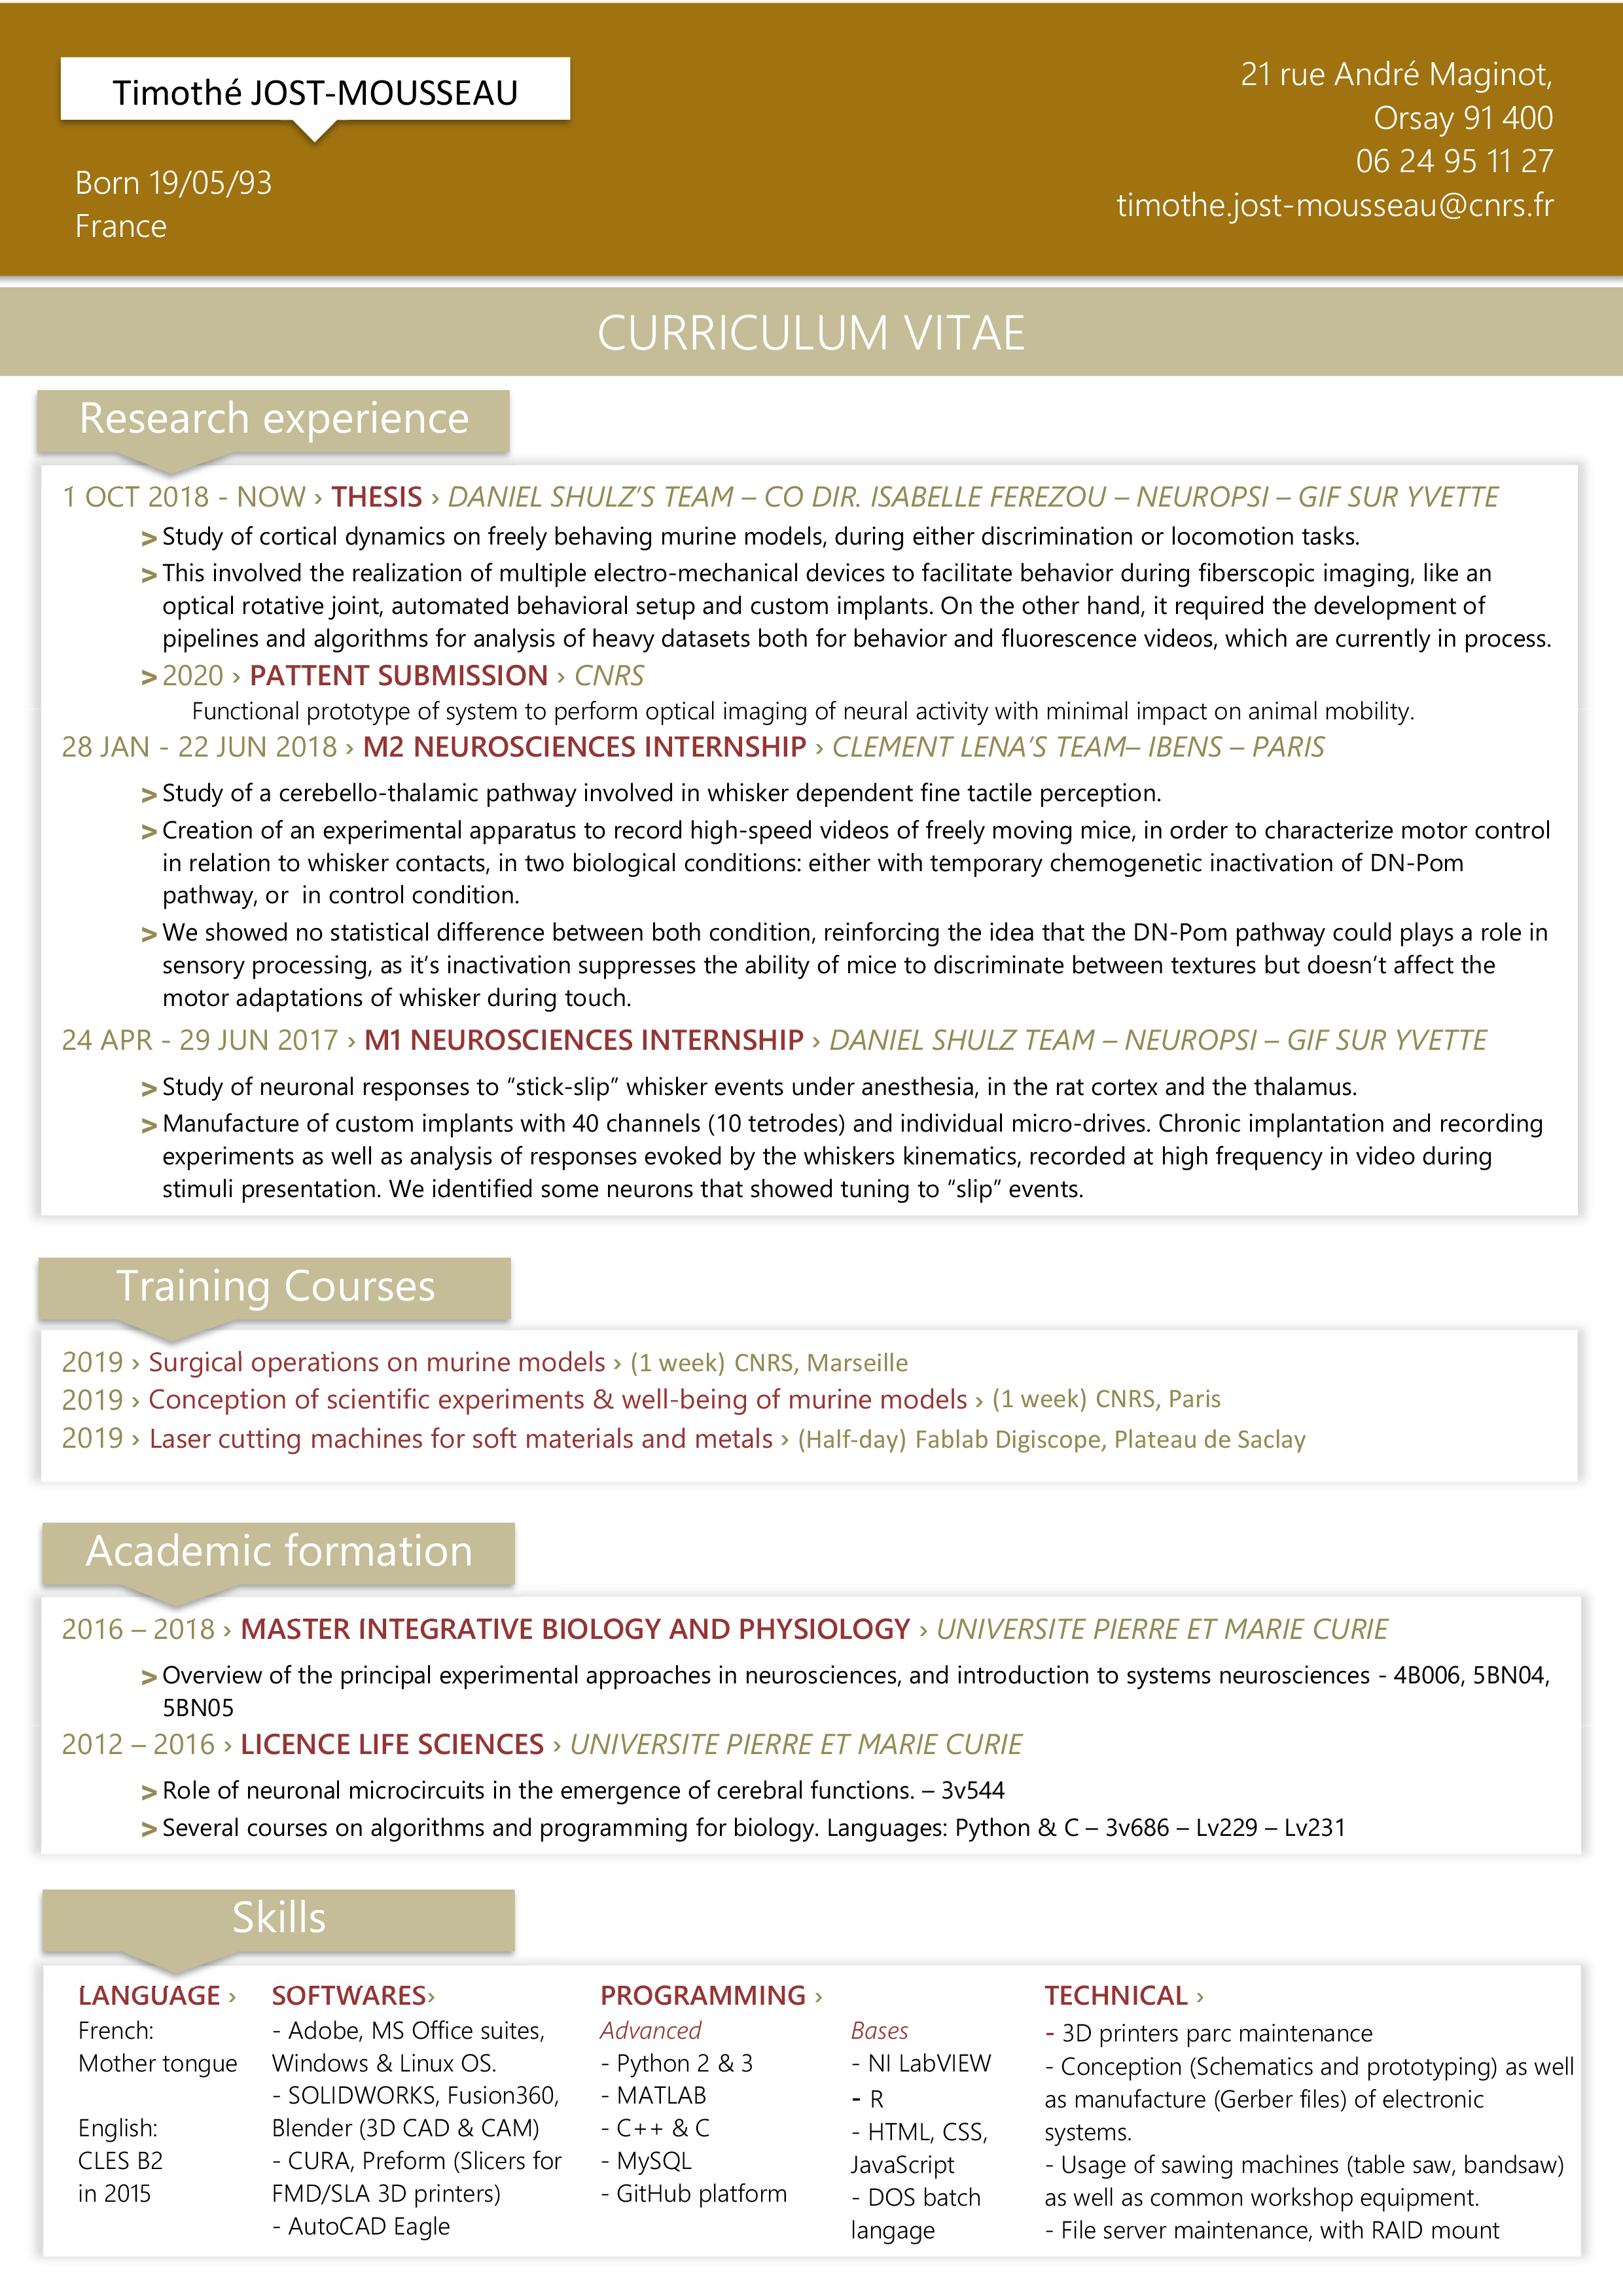 Timothé JOST-MOUSSEAU
Born 19/05/93
France
21 rue André Maginot,
Orsay 91 400
06 24 95 11 27
timothe.jost-mousseau@cnrs.fr
CURRICULUM VITAE
Research experience
1 OCT 2018 - NOW › THESIS › DANIEL SHULZ'S TEAM – CO DIR. ISABELLE FEREZOU – NEUROPSI – GIF SUR YVETTE
> Study of cortical dynamics on freely behaving murine models, during either discrimination or locomotion tasks.
> This involved the realization of multiple electro-mechanical devices to facilitate behavior during fiberscopic imaging, like an
optical rotative joint, automated behavioral setup and custom implants. On the other hand, it required the development of
pipelines and algorithms for analysis of heavy datasets both for behavior and fluorescence videos, which are currently in process.
> 2020 › PATTENT SUBMISSION › CNRS
Functional prototype of system to perform optical imaging of neural activity with minimal impact on animal mobility.
28 JAN - 22 JUN 2018 › M2 NEUROSCIENCES INTERNSHIP › CLEMENT LENA'S TEAM– IBENS – PARIS
> Study of a cerebello-thalamic pathway involved in whisker dependent fine tactile perception.
> Creation of an experimental apparatus to record high-speed videos of freely moving mice, in order to characterize motor control
in relation to whisker contacts, in two biological conditions: either with temporary chemogenetic inactivation of DN-Pom
pathway, or  in control condition.
> We showed no statistical difference between both condition, reinforcing the idea that the DN-Pom pathway could plays a role in
sensory processing, as it's inactivation suppresses the ability of mice to discriminate between textures but doesn't affect the
motor adaptations of whisker during touch.
24 APR - 29 JUN 2017 › M1 NEUROSCIENCES INTERNSHIP › DANIEL SHULZ TEAM – NEUROPSI – GIF SUR YVETTE
> Study of neuronal responses to “stick-slip” whisker events under anesthesia, in the rat cortex and the thalamus.
> Manufacture of custom implants with 40 channels (10 tetrodes) and individual micro-drives. Chronic implantation and recording
experiments as well as analysis of responses evoked by the whiskers kinematics, recorded at high frequency in video during
stimuli presentation. We identified some neurons that showed tuning to “slip” events.
Training Courses
2019 › Surgical operations on murine models › (1 week) CNRS, Marseille
2019 › Conception of scientific experiments & well-being of murine models › (1 week) CNRS, Paris
2019 › Laser cutting machines for soft materials and metals › (Half-day) Fablab Digiscope, Plateau de Saclay
Academic formation
2016 – 2018 › MASTER INTEGRATIVE BIOLOGY AND PHYSIOLOGY › UNIVERSITE PIERRE ET MARIE CURIE
> Overview of the principal experimental approaches in neurosciences, and introduction to systems neurosciences - 4B006, 5BN04,
5BN05
2012 – 2016 › LICENCE LIFE SCIENCES › UNIVERSITE PIERRE ET MARIE CURIE
> Role of neuronal microcircuits in the emergence of cerebral functions. – 3v544
> Several courses on algorithms and programming for biology. Languages: Python & C – 3v686 – Lv229 – Lv231
Skills
LANGUAGE ›
French:
Mother tongue
English:
CLES B2
in 2015
SOFTWARES›
- Adobe, MS Office suites,
Windows & Linux OS.
- SOLIDWORKS, Fusion360,
Blender (3D CAD & CAM)
- CURA, Preform (Slicers for
FMD/SLA 3D printers)
- AutoCAD Eagle
PROGRAMMING ›
Advanced
- Python 2 & 3
- MATLAB
- C++ & C
- MySQL
- GitHub platform
Bases
- NI LabVIEW
- R
- HTML, CSS,
JavaScript
- DOS batch
langage
TECHNICAL ›
- 3D printers parc maintenance
- Conception (Schematics and prototyping) as well
as manufacture (Gerber files) of electronic
systems.
- Usage of sawing machines (table saw, bandsaw)
as well as common workshop equipment.
- File server maintenance, with RAID mount